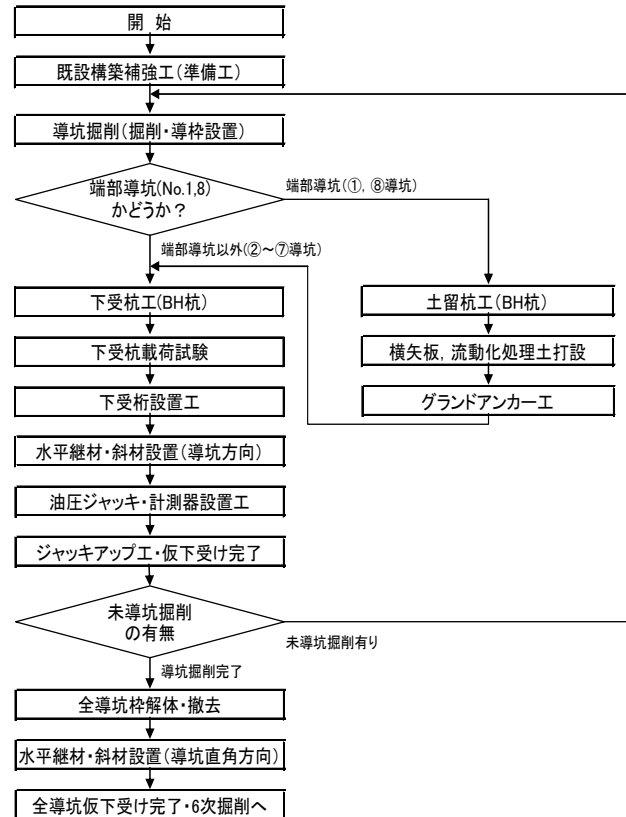 開 始
既設構築補強工(準備工)
導坑掘削(掘削・導枠設置)
端部導坑(No.1,8)
かどうか？
端部導坑(①, ⑧導坑)
端部導坑以外(②～⑦導坑)
下受杭工(BH杭)
土留杭工(BH杭)
下受杭載荷試験
横矢板, 流動化処理土打設
下受桁設置工
グランドアンカー工
水平継材・斜材設置(導坑方向)
油圧ジャッキ・計測器設置工
ジャッキアップ工・仮下受け完了
未導坑掘削
の有無
未導坑掘削有り
導坑掘削完了
全導坑枠解体・撤去
水平継材・斜材設置(導坑直角方向)
全導坑仮下受け完了・6次掘削へ